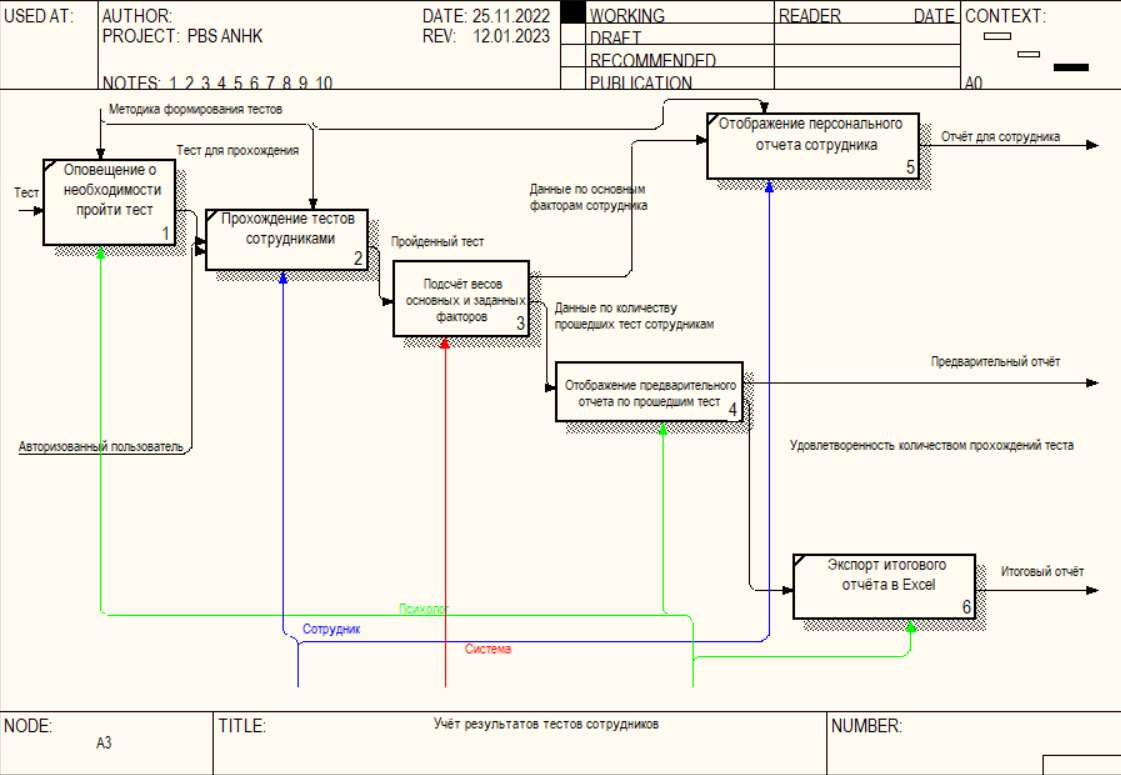 USED AT:
AUTHOR:
DATE: 25.11.2022
WORKING
READER
DATE
CONTEXT:
PROJECT: PBS ANHK
REV: 12.01.2023
DRAFT
RECOMMENDED
NOTES: 1 2 3 4 5 6 7 8 9 10
PUBLICATION
A0
Методика формирования тестов
Отображение персонального
отчета сотрудника
5
Отчёт для сотрудника
Тест для прохождения
Тест
Оповещение о
необходимости
пройти тест
1
Данные по основным
факторам сотрудника
Прохождение тестов
сотрудниками
2
Пройденный тест
Подсчёт весов
основных и заданных
факторов
3
Данные по количеству
прошедших тест сотрудникам
Предварительный отчёт
Отображение предварительного
отчета по прошедшим тест
4
Авторизованный пользователь
Удовлетворенность количеством прохождений теста
Экспорт итогового
отчёта в Excel
6
Итоговый отчёт
Психолог
Сотрудник
Система
NODE:
A3
TITLE:
Учёт результатов тестов сотрудников
NUMBER: